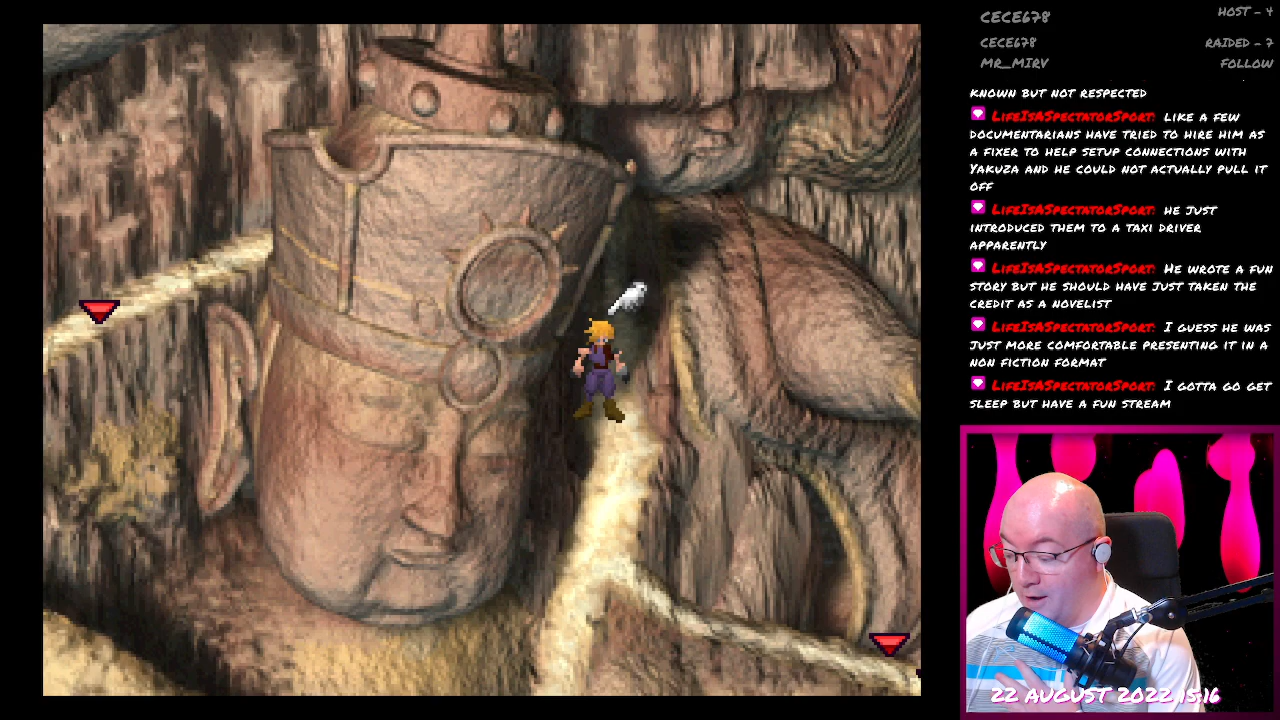 CECE678
HOST - 4
CECE678
RAIDED - 7
MR_MIRV
FOLLOW
KNOWN BUT NOT RESPECTED
LIFEISASPECTATORSPORT: LIKE A FEW
DOCUMENTARIANS HAVE TRIED TO HIRE HIM AS
A FIXER TO HELP SETUP CONNECTIONS WITH
YAKUZA AND HE COULD NOT ACTUALLY PULL IT
OFF
LIFEISASPECTATORSPORT: HE JUST
INTRODUCED THEM TO A TAXI DRIVER
APPARENTLY
LIFEISASPECTATORSPORT: HE WROTE A FUN
STORY BUT HE SHOULD HAVE JUST TAKEN THE
CREDIT AS A NOVELIST
LIFEISASPECTATORSPORT: I GUESS HE WAS
JUST MORE COMFORTABLE PRESENTING IT IN A
NON FICTION FORMAT
LIFEISASPECTATORSPORT: I GOTTA GO GET
SLEEP BUT HAVE A FUN STREAM
22 AUGUST 2022 15:16